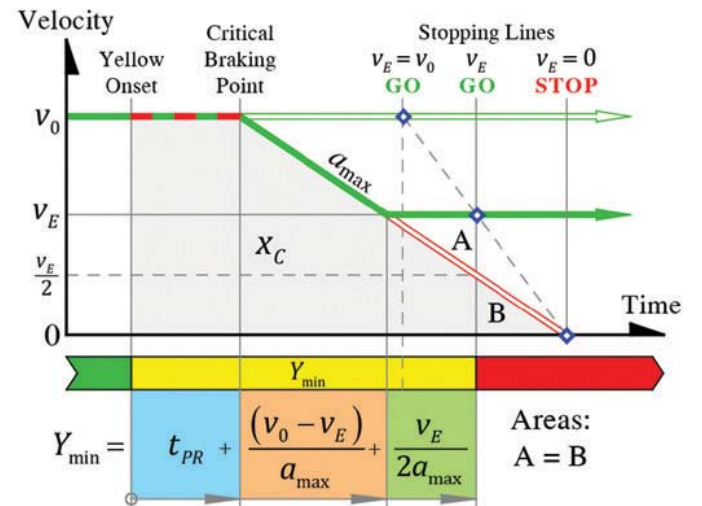 Velocity
Yellow Onset
Critical Braking Point
Stopping Lines
v_E = v_0
GO
v_E
GO
v_E = 0
STOP
v_0
a_max
v_E
A
X_C
v_E/2
B
Time
0
Y_min
Y_min = t_PR + (v_0 − v_E)/a_max + v_E/2a_max
Areas:
A = B